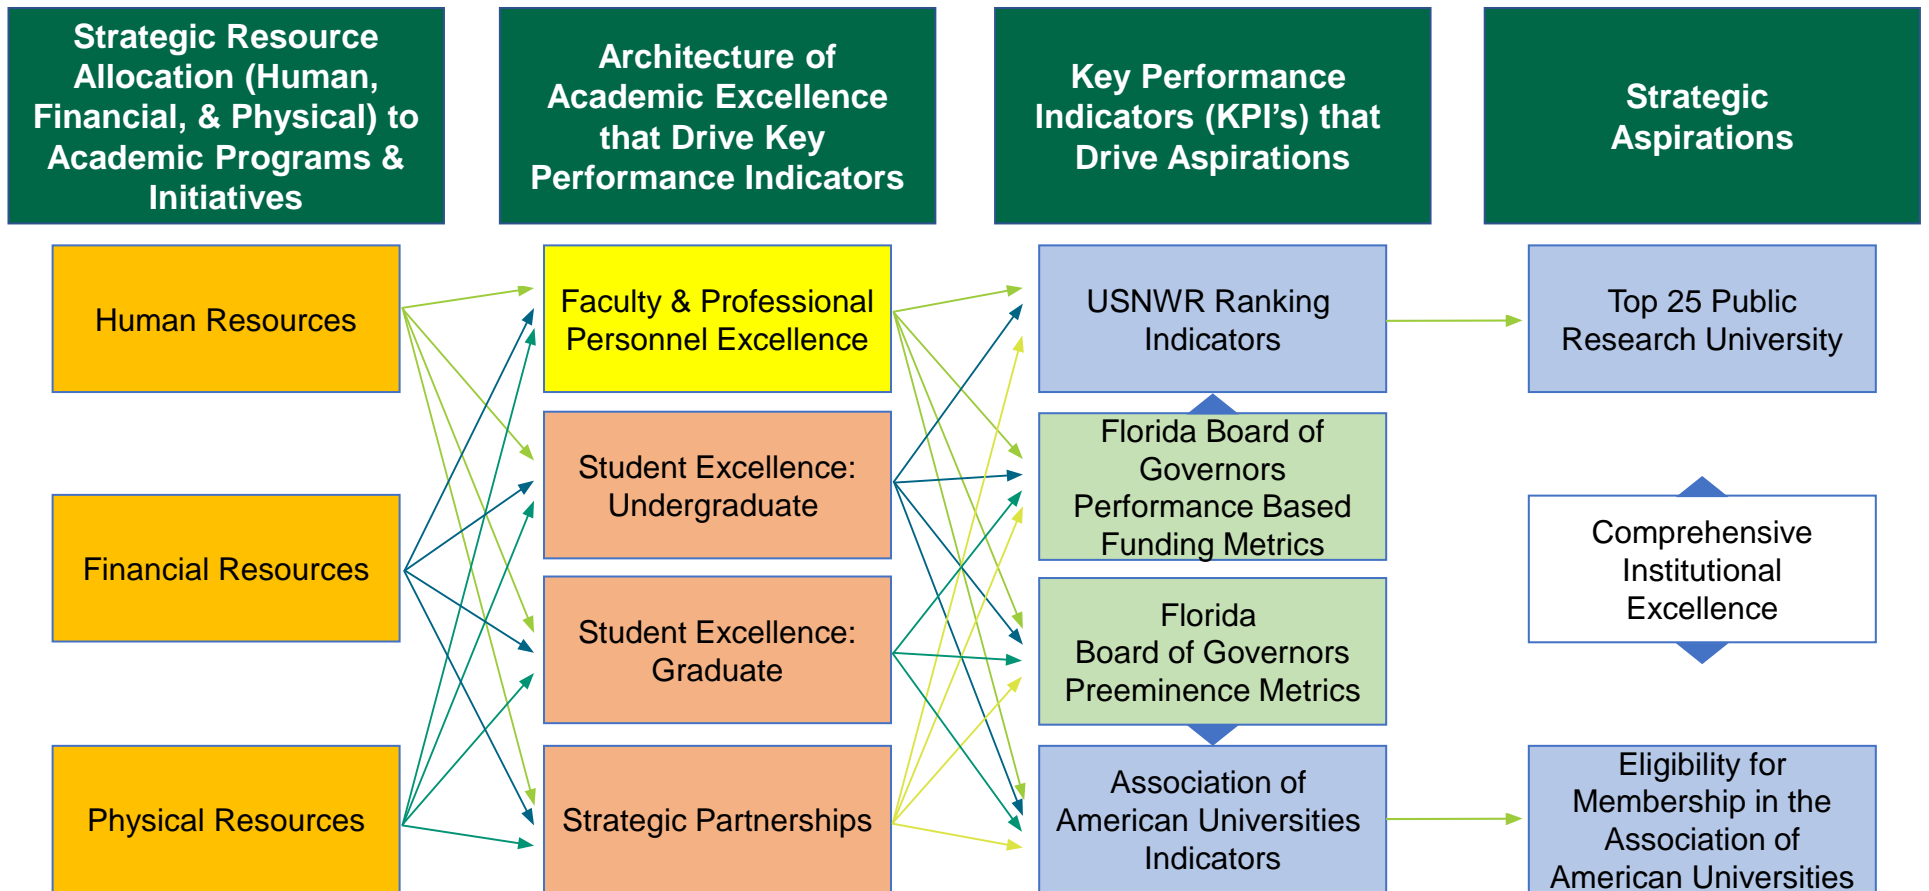 Strategic Resource
Allocation (Human,
Financial, & Physical) to
Academic Programs &
Initiatives
Architecture of
Academic Excellence
that Drive Key
Performance Indicators
Key Performance
Indicators (KPI’s) that
Drive Aspirations
Strategic
Aspirations
Human Resources
Financial Resources
Physical Resources
Faculty & Professional
Personnel Excellence
Student Excellence:
Undergraduate
Student Excellence:
Graduate
Strategic Partnerships
USNWR Ranking
Indicators
Florida Board of
Governors
Performance Based
Funding Metrics
Florida
Board of Governors
Preeminence Metrics
Association of
American Universities
Indicators
Top 25 Public
Research University
Comprehensive
Institutional
Excellence
Eligibility for
Membership in the
Association of
American Universities